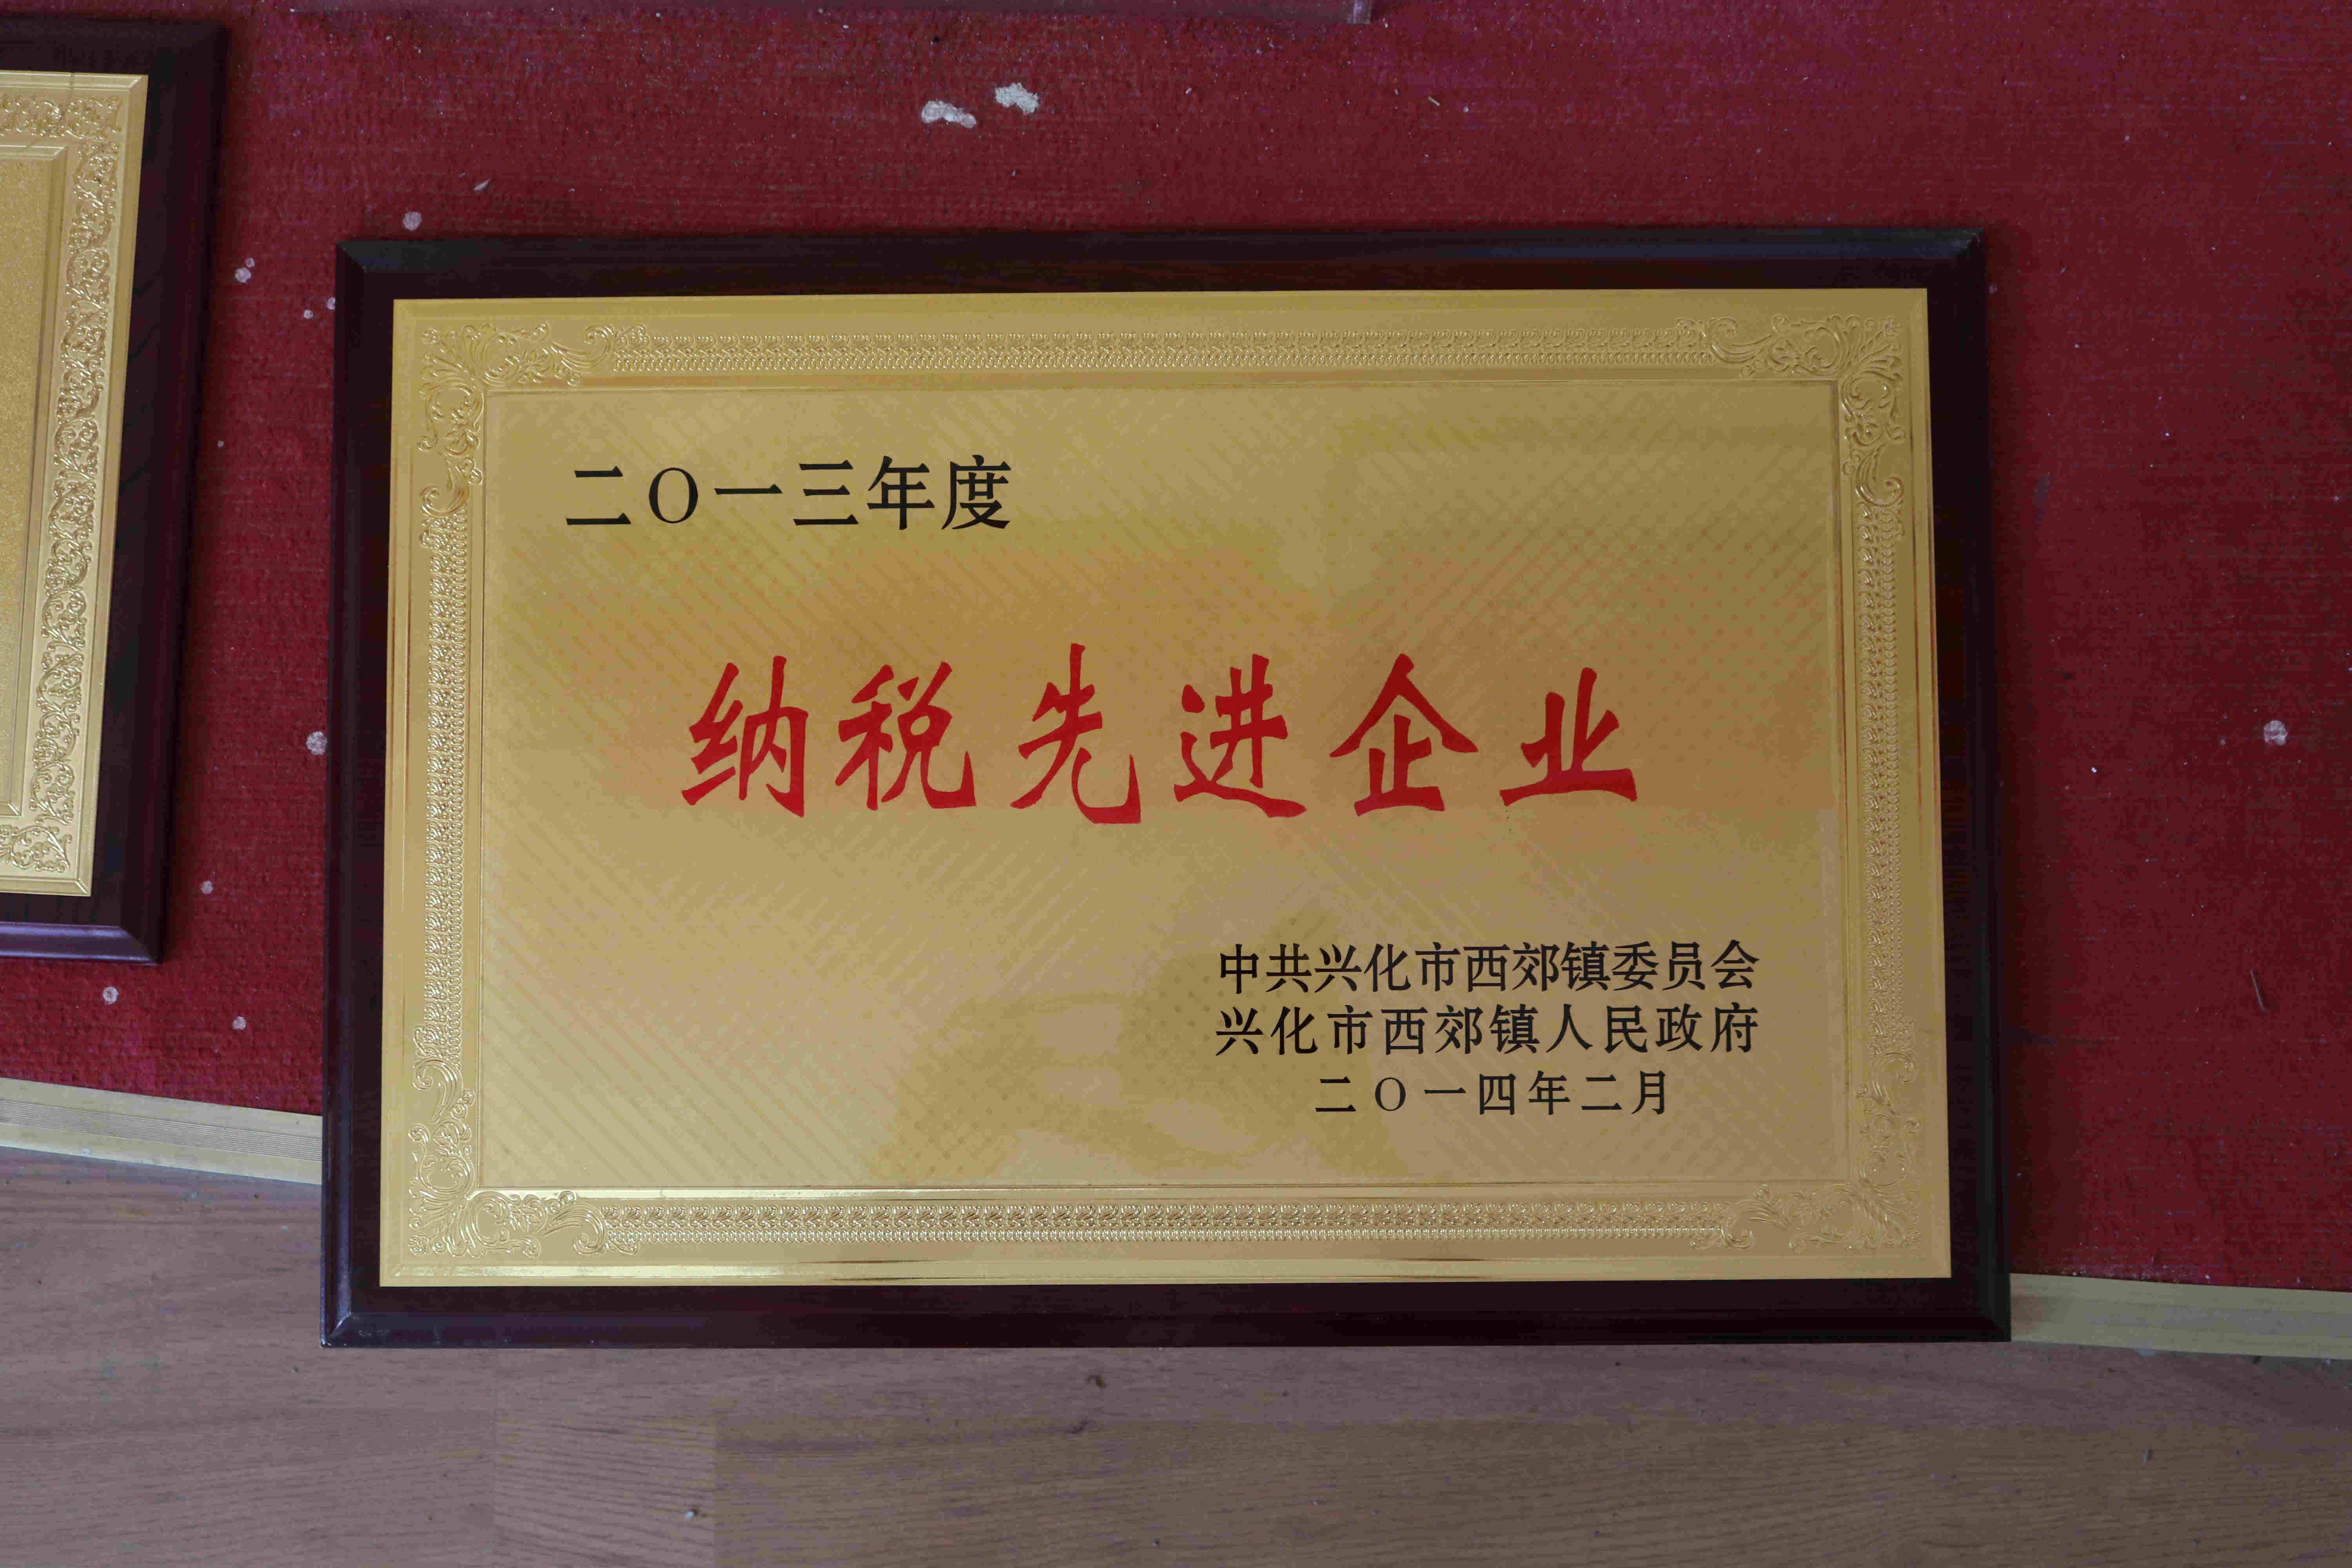 二〇一三年度
纳税先进企业
中共兴化市西郊镇委员会
兴化市西郊镇人民政府
二〇一四年二月